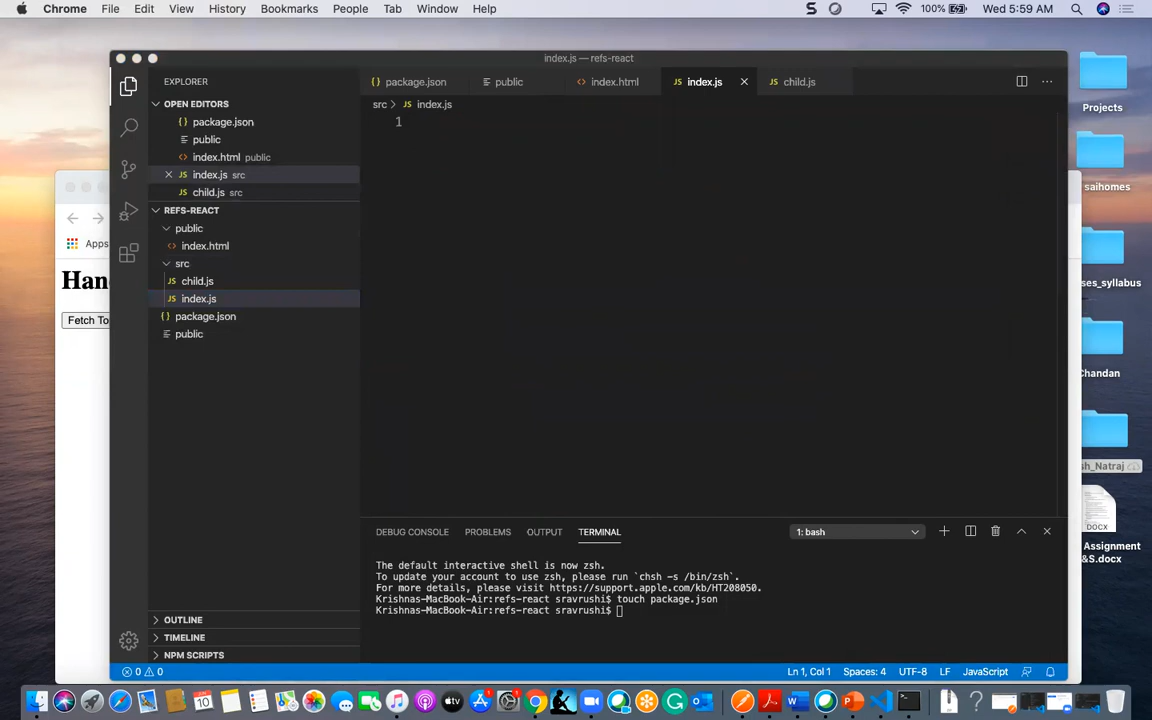 Chrome File Edit View History Bookmarks People Tab Window Help
100% Wed 5:59 AM
index.js — refs-react
EXPLORER
OPEN EDITORS
package.json
public
index.html public
index.js src
child.js src
REFS-REACT
public
index.html
src
child.js
index.js
package.json
public
OUTLINE
TIMELINE
NPM SCRIPTS
package.json public index.html index.js child.js
src > index.js
1
DEBUG CONSOLE PROBLEMS OUTPUT TERMINAL 1: bash
The default interactive shell is now zsh.
To update your account to use zsh, please run `chsh -s /bin/zsh`.
For more details, please visit https://support.apple.com/kb/HT208050.
Krishnas-MacBook-Air:refs-react sravrushi$ touch package.json
Krishnas-MacBook-Air:refs-react sravrushi$
0 0 Ln 1, Col 1 Spaces: 4 UTF-8 LF JavaScript
Apps
Han
Fetch To
Projects
saihomes
ses_syllabus
Chandan
sh_Natraj
DOCX
Assignment
&S.docx